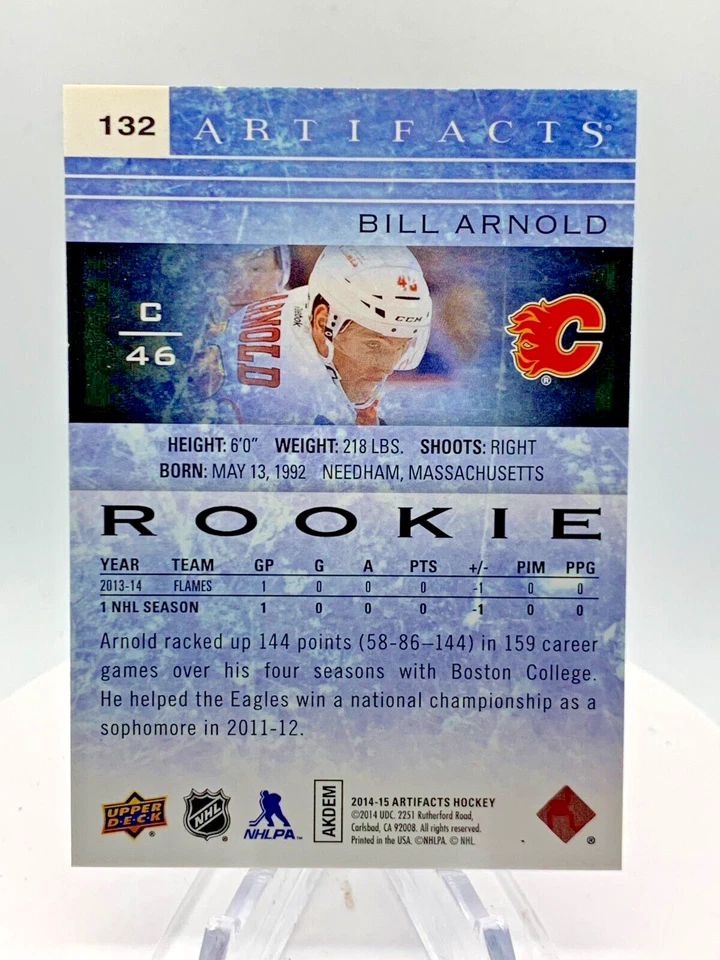 132 ARTIFACTS®
BILL ARNOLD
C
46
ARNOLD
CCM
HEIGHT: 6'0" WEIGHT: 218 LBS. SHOOTS: RIGHT
BORN: MAY 13, 1992 NEEDHAM, MASSACHUSETTS
ROOKIE
YEAR TEAM GP G A PTS +/- PIM PPG
2013-14 FLAMES 1 0 0 0 -1 0 0
1 NHL SEASON 1 0 0 0 -1 0 0
Arnold racked up 144 points (58-86–144) in 159 career
games over his four seasons with Boston College.
He helped the Eagles win a national championship as a
sophomore in 2011-12.
UPPER
DECK
®
NHL
®
NHLPA™
AKDEM
2014-15 ARTIFACTS HOCKEY
©2014 UDC. 2251 Rutherford Road,
Carlsbad, CA 92008. All rights reserved.
Printed in the USA. ©NHLPA. © NHL.
®